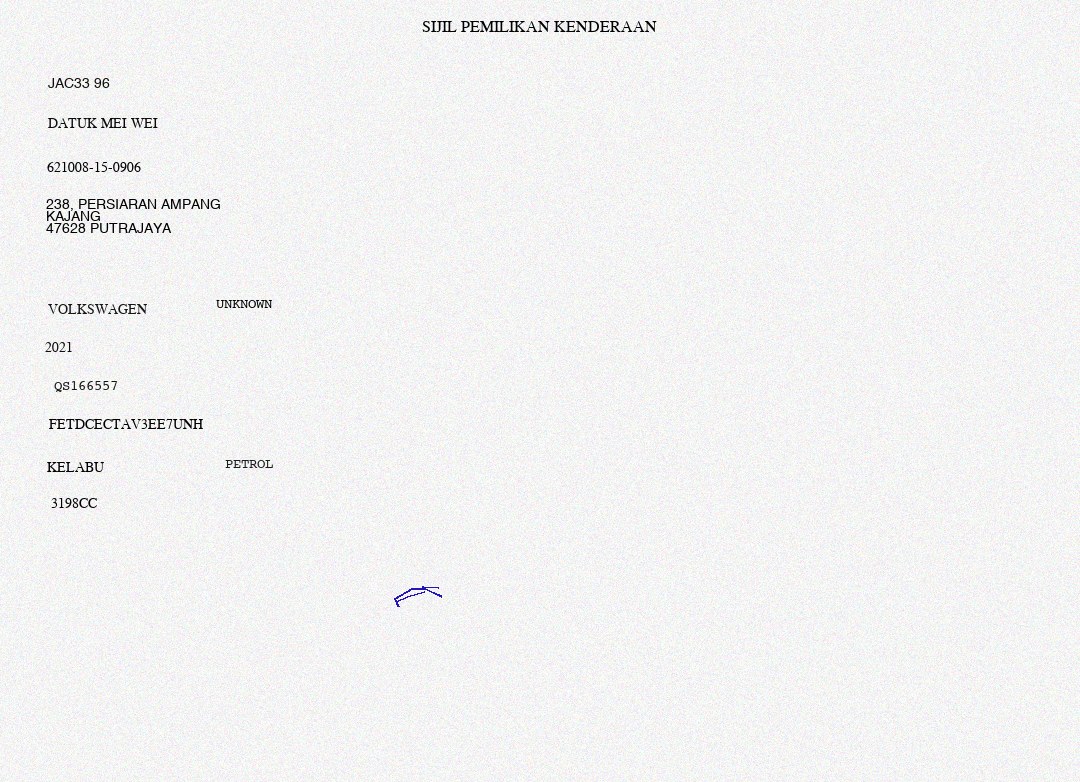 SIJIL PEMILIKAN KENDERAAN
JAC33 96
DATUK MEI WEI
621008-15-0906
238, PERSIARAN AMPANG
KAJANG
47628 PUTRAJAYA
VOLKSWAGEN UNKNOWN
2021
QS166557
FETDCECTAV3EE7UNH
KELABU PETROL
3198CC